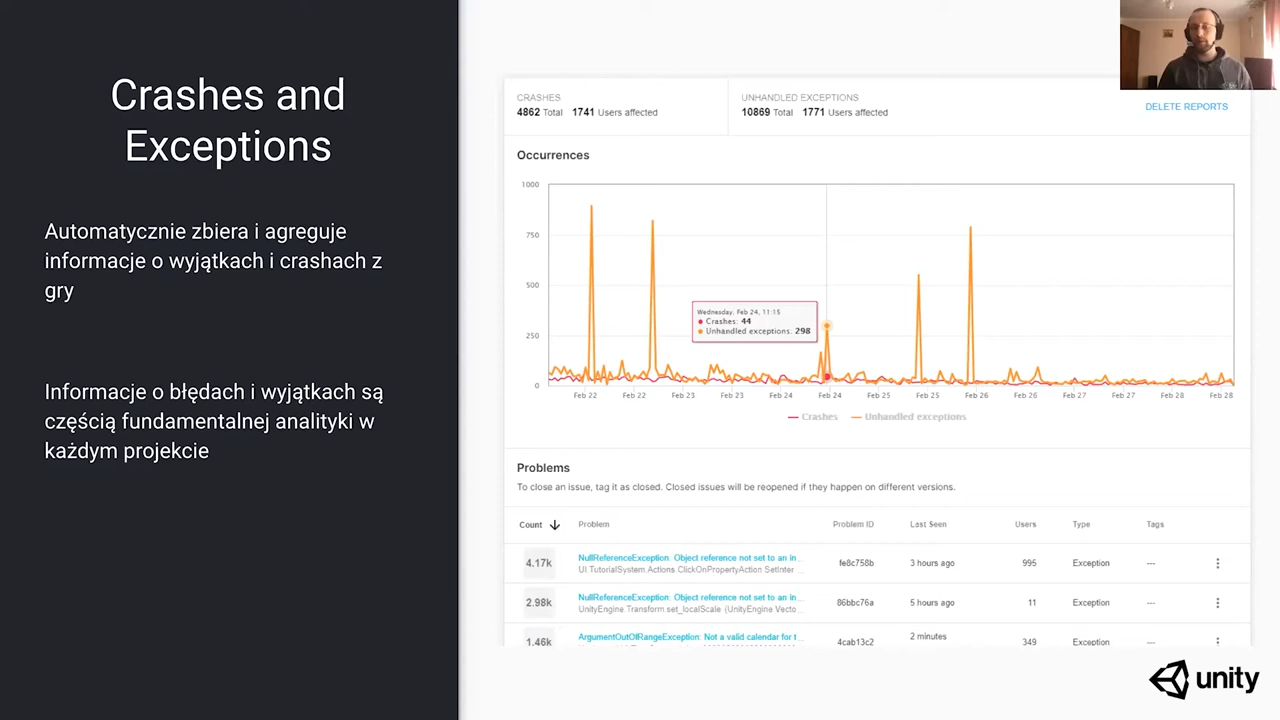 Crashes and
Exceptions
Automatycznie zbiera i agreguje
informacje o wyjątkach i crashach z
gry
Informacje o błędach i wyjątkach są
częścią fundamentalnej analityki w
każdym projekcie
CRASHES
4862 Total 1741 Users affected
UNHANDLED EXCEPTIONS
10869 Total 1771 Users affected
DELETE REPORTS
Occurrences
1000
750
500
250
0
Wednesday, Feb 24, 11:15
Crashes: 44
Unhandled exceptions: 298
Feb 22 Feb 22 Feb 23 Feb 23 Feb 24 Feb 24 Feb 25 Feb 25 Feb 26 Feb 26 Feb 27 Feb 27 Feb 28 Feb 28
Crashes Unhandled exceptions
Problems
To close an issue, tag it as closed. Closed issues will be reopened if they happen on different versions.
Count Problem Problem ID Last Seen Users Type Tags
4.17k NullReferenceException: Object reference not set to an in... fe8c758b 3 hours ago 995 Exception ---
UI TutorialSystem.Actions ClickOnPropertyAction SetInter
2.98k NullReferenceException: Object reference not set to an in... 86bbc76a 5 hours ago 11 Exception ---
UnityEngine.Transform.set_localScale (UnityEngine Vecto...
1.46k ArgumentOutOfRangeException: Not a valid calendar for t... 4cab13c2 2 minutes 349 Exception ---
unity